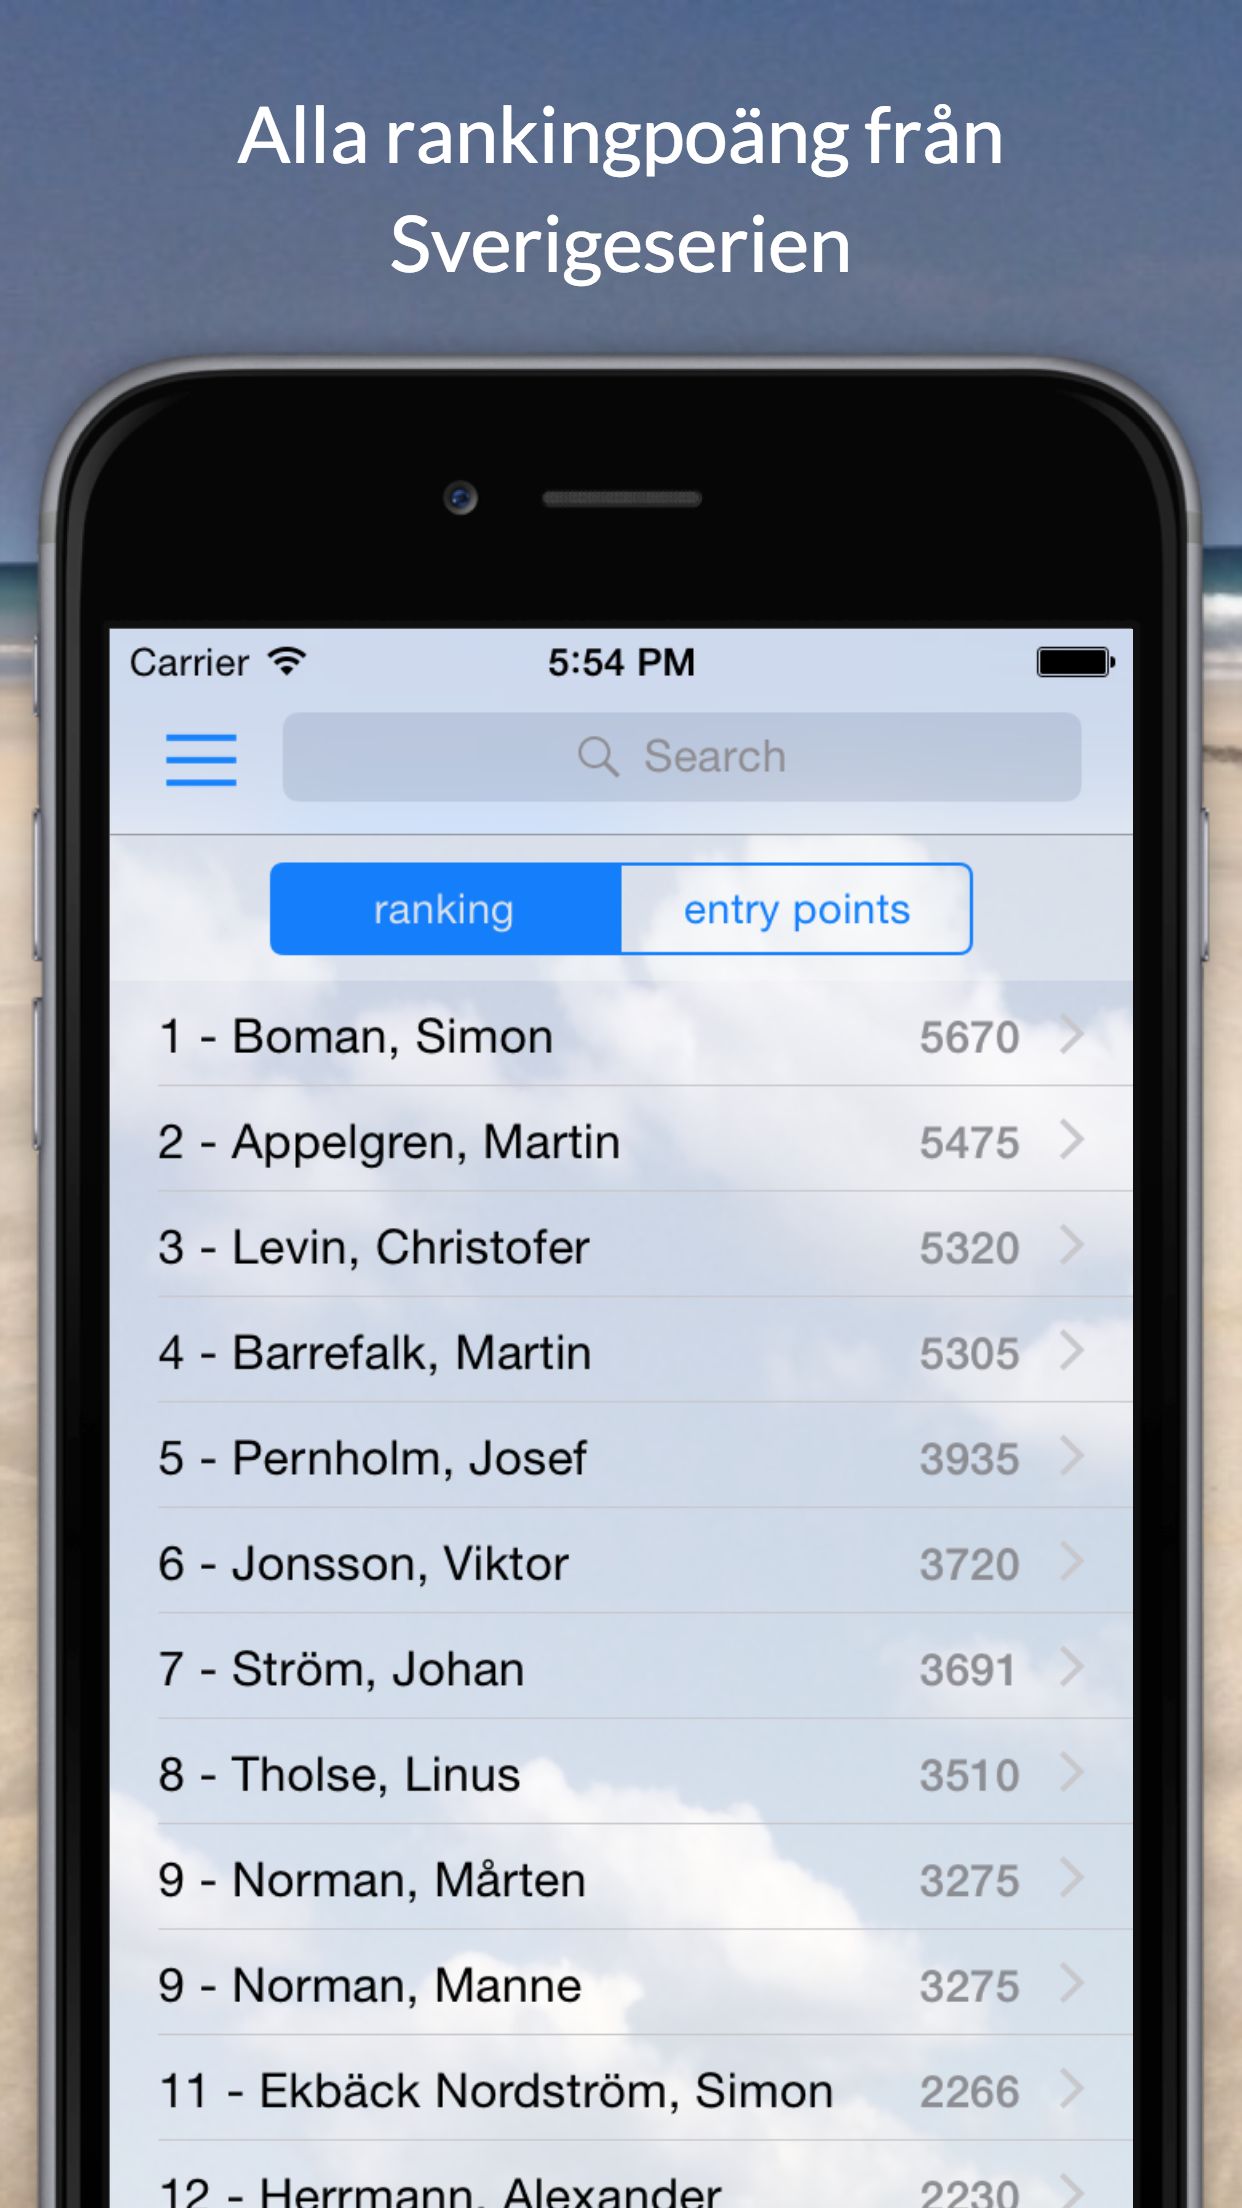 Alla rankingpoäng från
Sverigeserien
Carrier 5:54 PM
Search
ranking entry points
1 - Boman, Simon 5670
2 - Appelgren, Martin 5475
3 - Levin, Christofer 5320
4 - Barrefalk, Martin 5305
5 - Pernholm, Josef 3935
6 - Jonsson, Viktor 3720
7 - Ström, Johan 3691
8 - Tholse, Linus 3510
9 - Norman, Mårten 3275
9 - Norman, Manne 3275
11 - Ekbäck Nordström, Simon 2266
12 - Herrmann, Alexander 2230